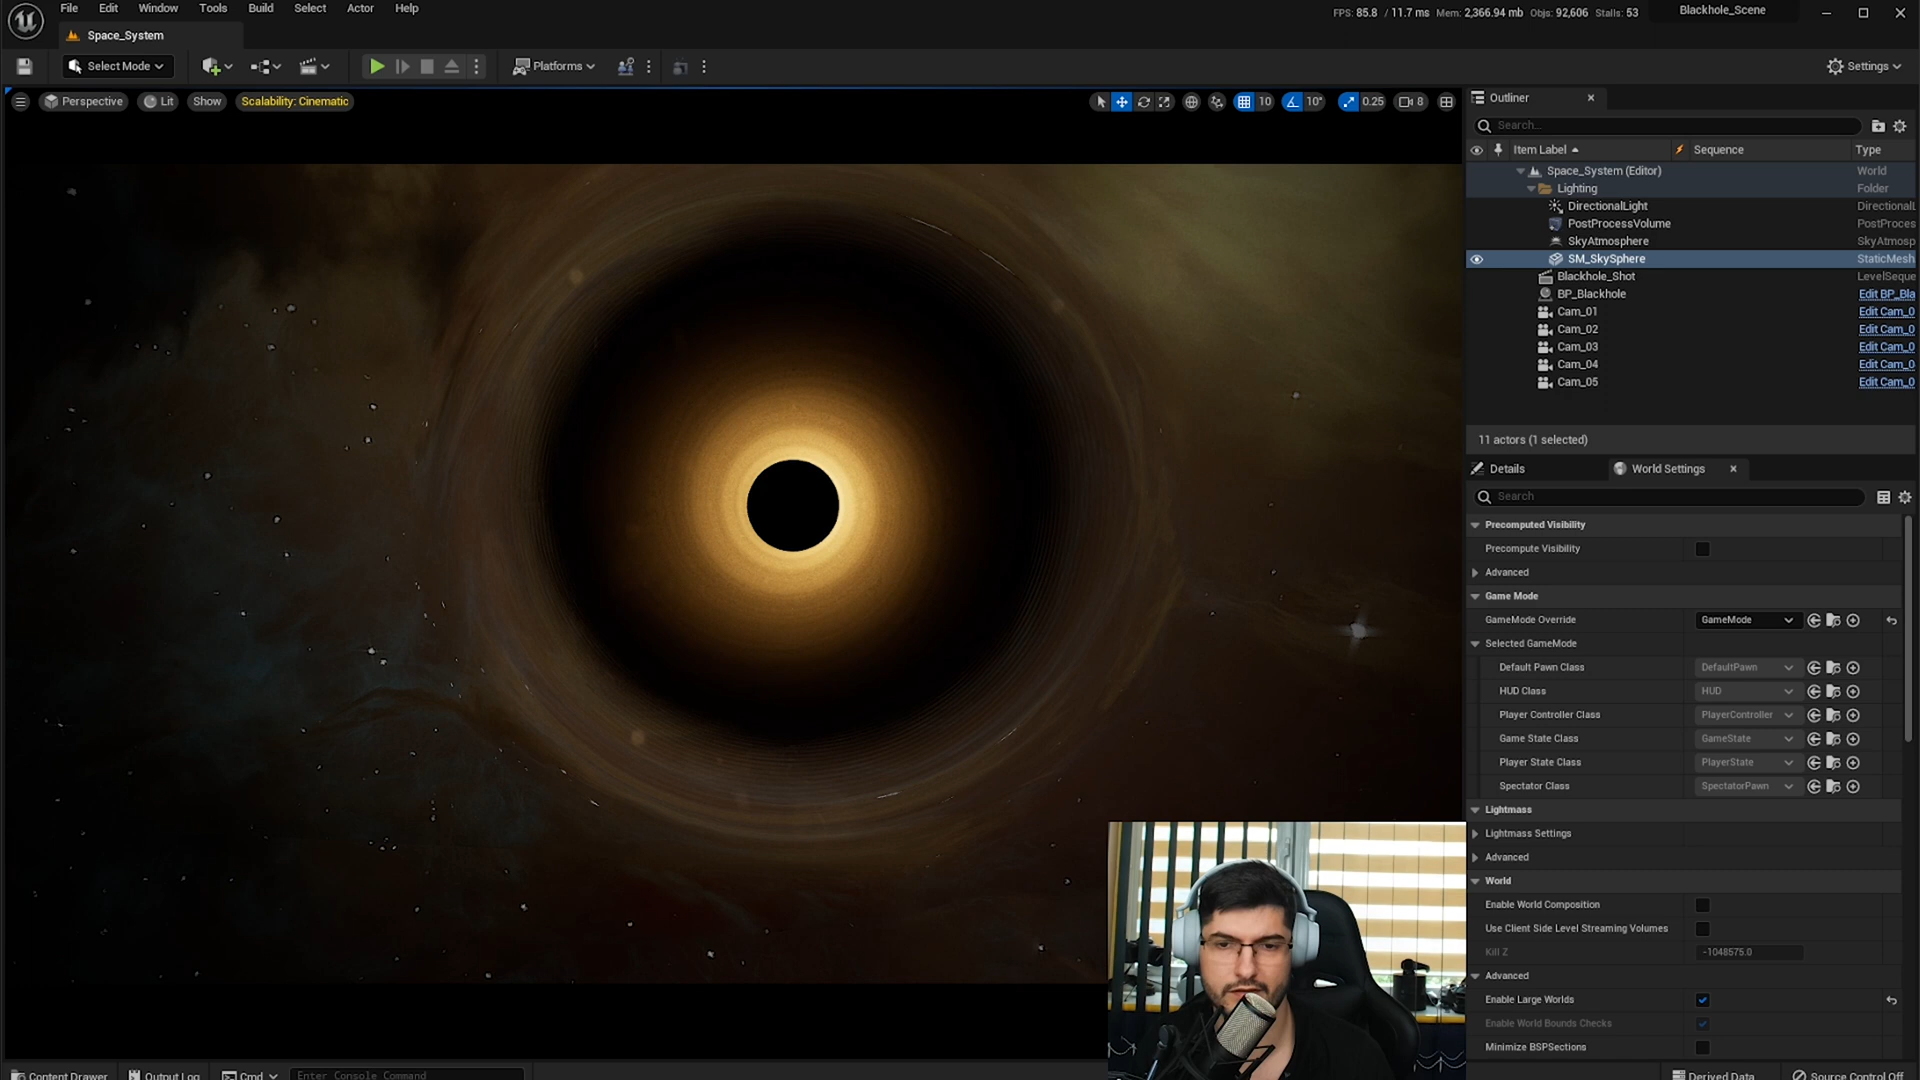 File Edit Window Tools Build Select Actor Help
FPS: 85.8 / 11.7 ms Mem: 2,366.94 mb Objs: 92,606 Stalls: 53
Blackhole_Scene
Space_System
Select Mode
Platforms
Settings
Perspective Lit Show Scalability: Cinematic
10 10° 0.25 8
Outliner
Search...
Item Label Sequence Type
Space_System (Editor) World
Lighting Folder
DirectionalLight DirectionalL
PostProcessVolume PostProces
SkyAtmosphere SkyAtmosp
SM_SkySphere StaticMesh
Blackhole_Shot LevelSeque
BP_Blackhole Edit BP_Bla
Cam_01 Edit Cam_0
Cam_02 Edit Cam_0
Cam_03 Edit Cam_0
Cam_04 Edit Cam_0
Cam_05 Edit Cam_0
11 actors (1 selected)
Details World Settings
Search
Precomputed Visibility
Precompute Visibility
Advanced
Game Mode
GameMode Override GameMode
Selected GameMode
Default Pawn Class DefaultPawn
HUD Class HUD
Player Controller Class PlayerController
Game State Class GameState
Player State Class PlayerState
Spectator Class SpectatorPawn
Lightmass
Lightmass Settings
Advanced
World
Enable World Composition
Use Client Side Level Streaming Volumes
Kill Z -1048575.0
Advanced
Enable Large Worlds
Enable World Bounds Checks
Minimize BSPSections
Content Drawer Output Log Cmd Enter Console Command
Derived Data Source Control Off